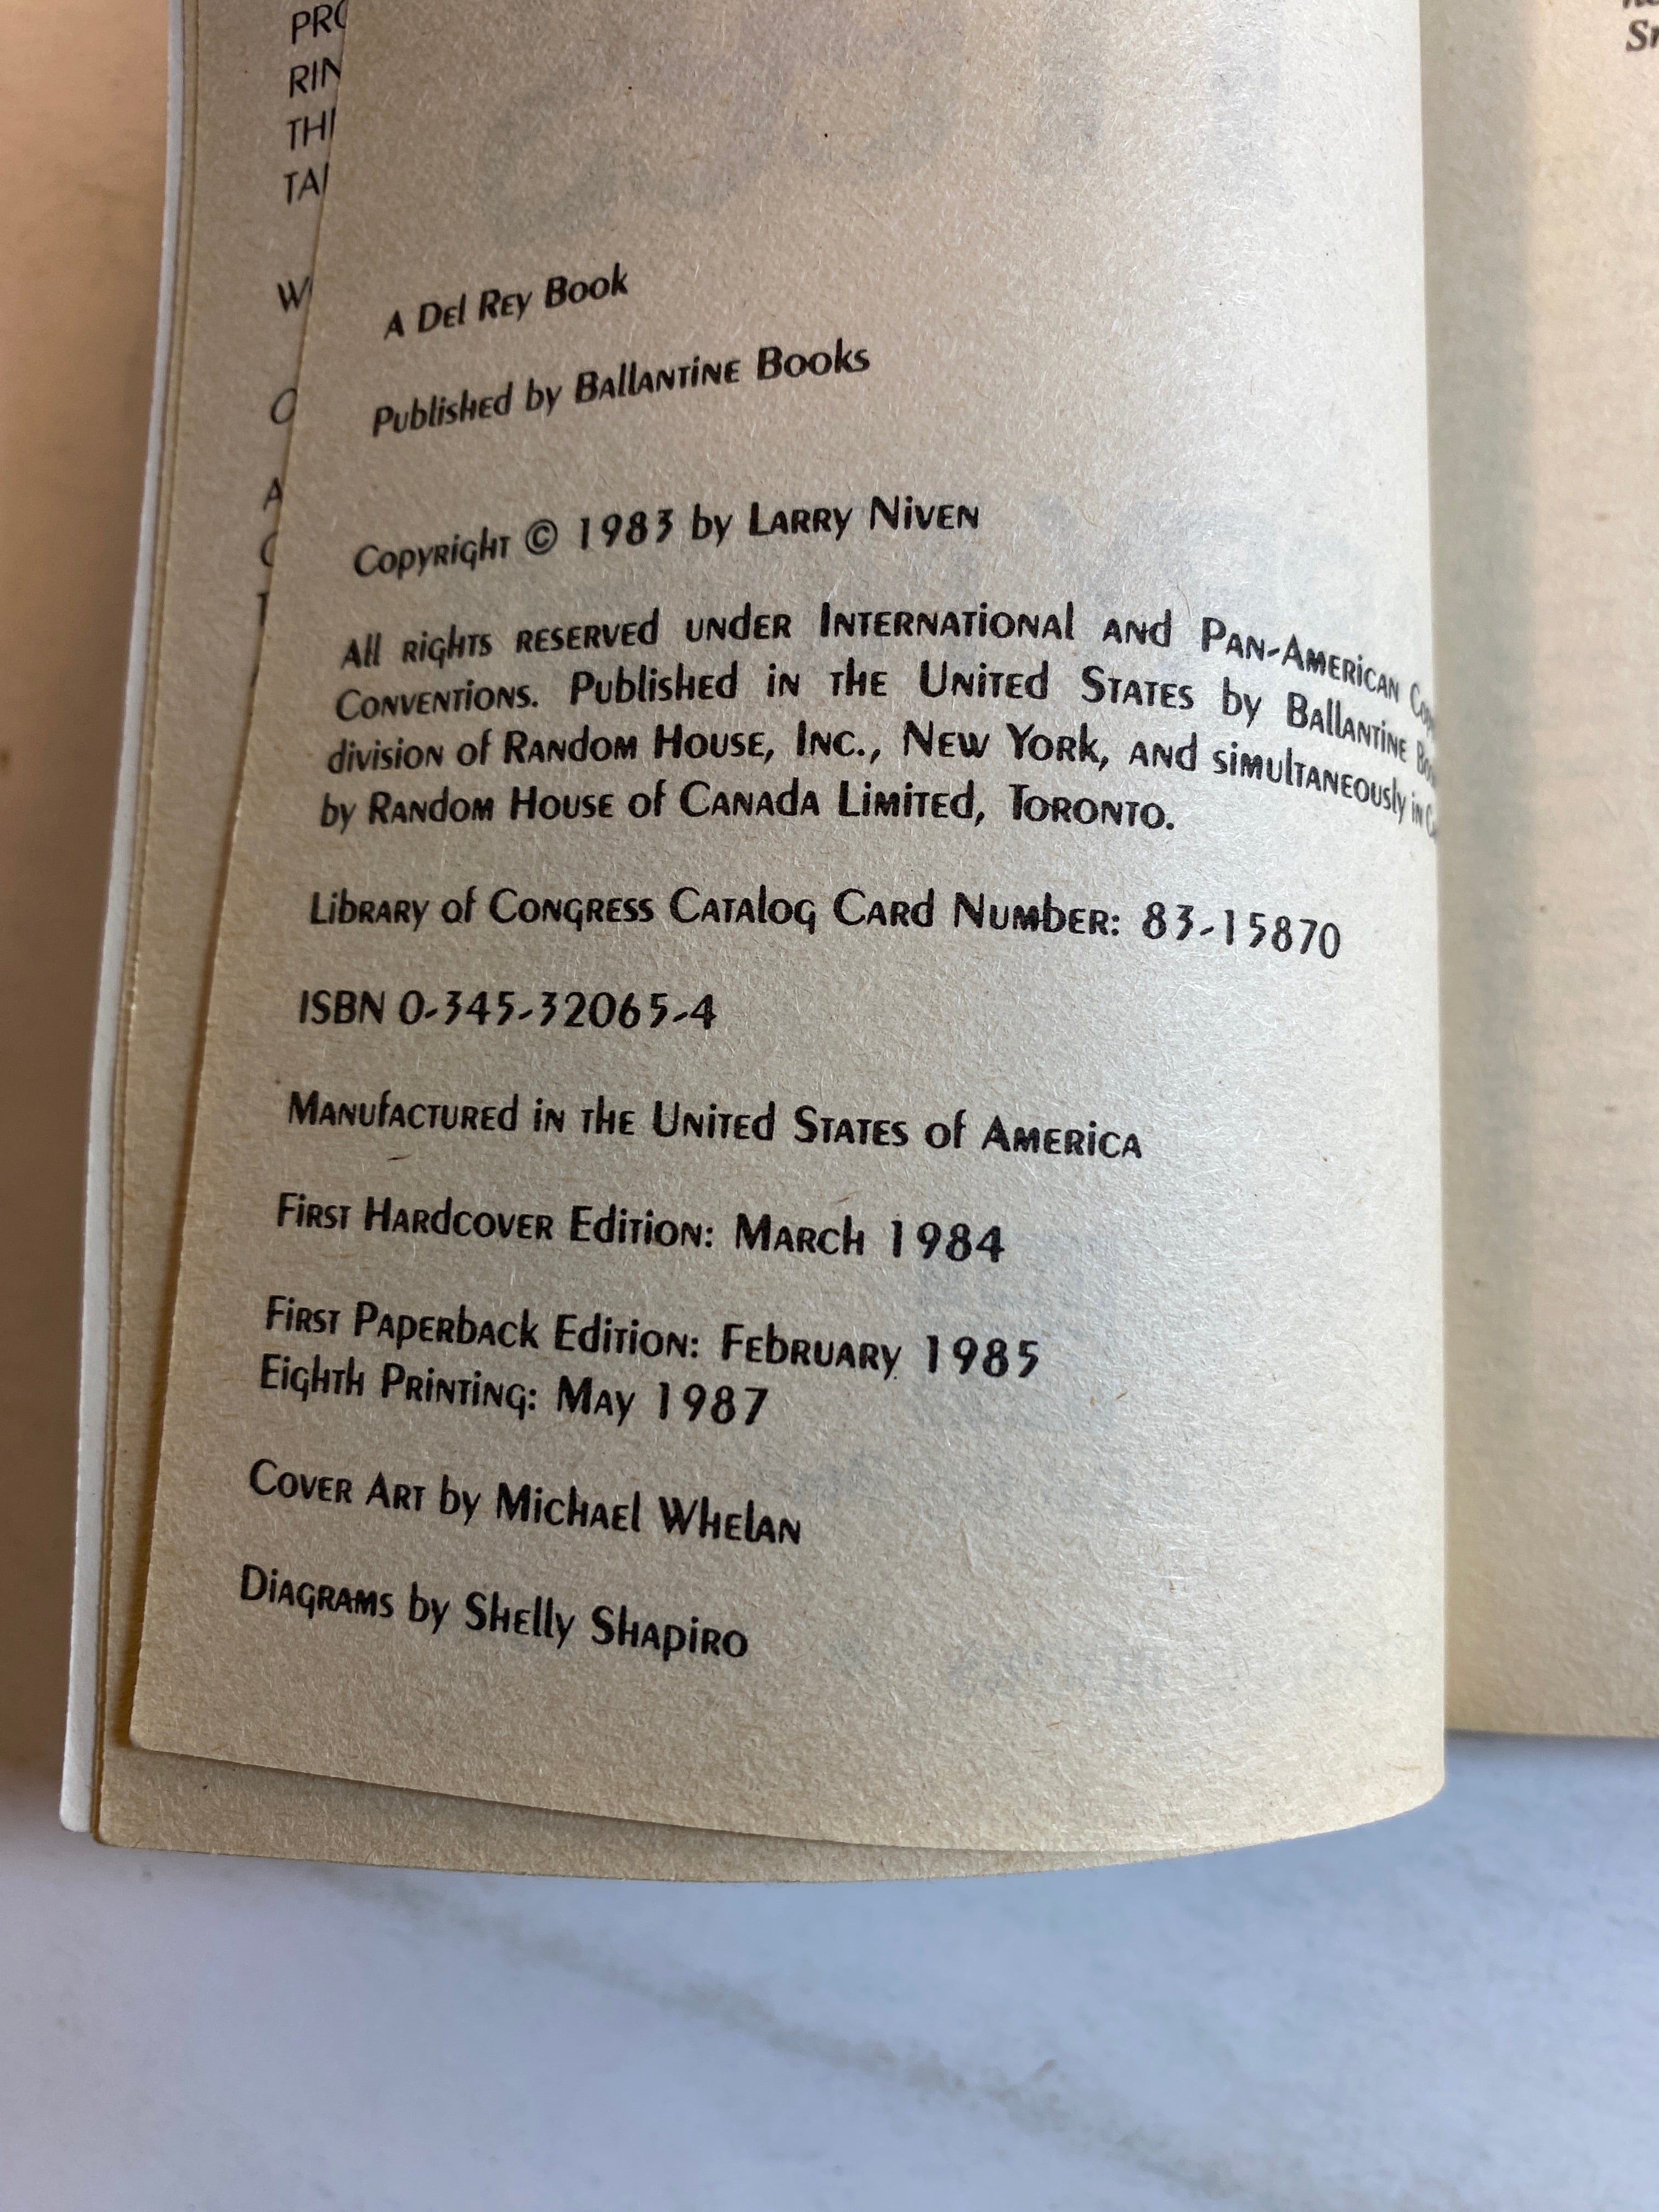 A Del Rey Book
Published by Ballantine Books
Copyright © 1983 by Larry Niven
All rights reserved under International and Pan-American
Conventions. Published in the United States by Ballantine
division of Random House, Inc., New York, and simultaneously in
by Random House of Canada Limited, Toronto.
Library of Congress Catalog Card Number: 83-15870
ISBN 0-345-32065-4
Manufactured in the United States of America
First Hardcover Edition: March 1984
First Paperback Edition: February 1985
Eighth Printing: May 1987
Cover Art by Michael Whelan
Diagrams by Shelly Shapiro